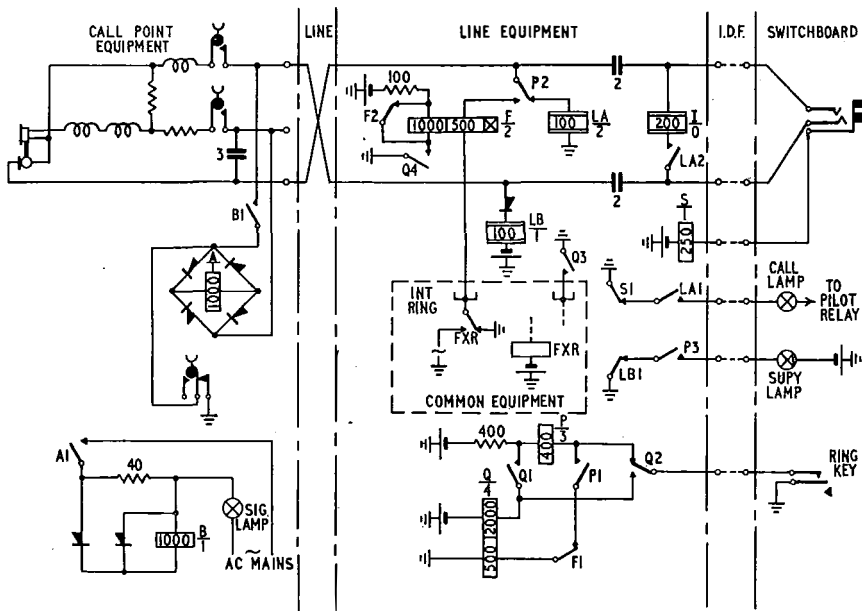 CALL POINT
EQUIPMENT
LINE
LINE EQUIPMENT
I.D.F.
SWITCHBOARD
100
P2
2
F2
1000 500
F/2
100
LA/2
200
I/0
LA2
Q4
3
2
B1
100
LB/1
Q3
S/1
250
A
1000
INT
RING
S1
LA1
CALL
LAMP
TO
PILOT
RELAY
FXR
FXR
P3
LB1
SUPY
LAMP
COMMON EQUIPMENT
P/3
A1
400
400
Q2
40
Q/4
Q1
P1
RING
KEY
SIG.
LAMP
2000
1000
B/1
500
F1
AC MAINS